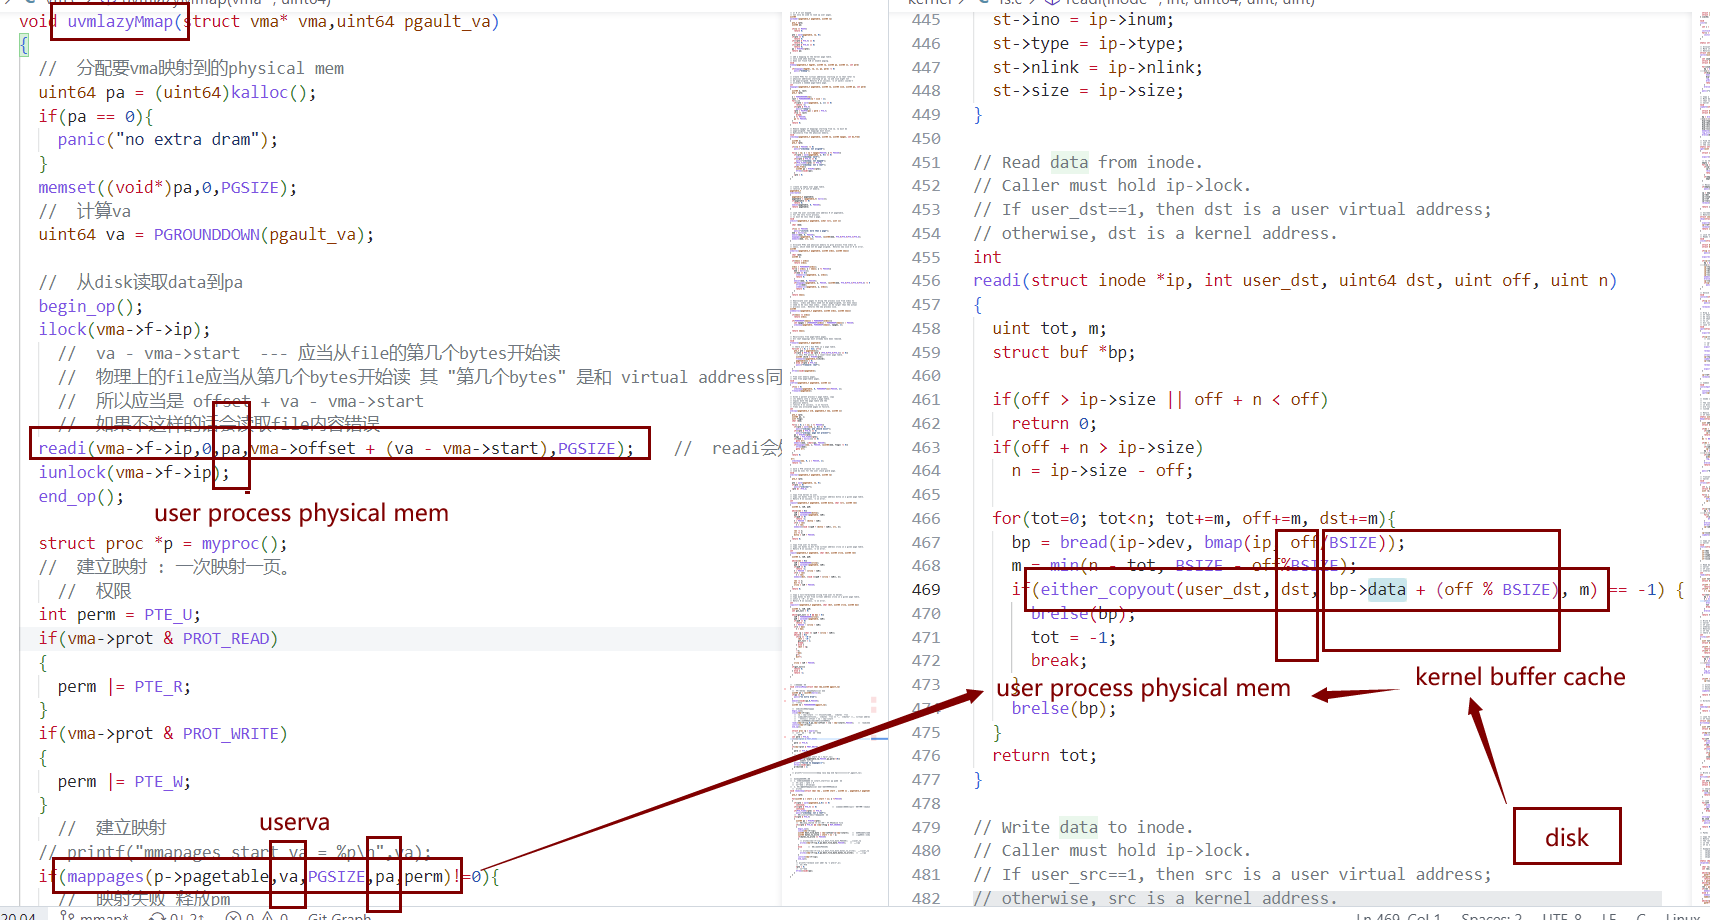 void uvmlazyMmap(struct vma* vma,uint64 pgault_va)
{
// 分配要vma映射到的physical mem
uint64 pa = (uint64)kalloc();
if(pa == 0){
panic("no extra dram");
}
memset((void*)pa,0,PGSIZE);
// 计算va
uint64 va = PGROUNDDOWN(pgault_va);
// 从disk读取data到pa
begin_op();
ilock(vma->f->ip);
// va - vma->start --- 应当从file的第几个bytes开始读
// 物理上的file应当从第几个bytes开始读 其 "第几个bytes" 是和 virtual address同
// 所以应当是 offset + va - vma->start
// 如果不这样的话会读取file内容错误
readi(vma->f->ip,0,pa,vma->offset + (va - vma->start),PGSIZE); // readi会
iunlock(vma->f->ip);
end_op();
user process physical mem
struct proc *p = myproc();
// 建立映射 : 一次映射一页。
// 权限
int perm = PTE_U;
if(vma->prot & PROT_READ)
{
perm |= PTE_R;
}
if(vma->prot & PROT_WRITE)
{
perm |= PTE_W;
}
// 建立映射
userva
// printf("mmapages start va = %p\n",va);
if(mappages(p->pagetable,va,PGSIZE,pa,perm)!=0){
// 映射失败 释放pm
20.04
mmap*
0↓ 2↑
0
0
Git Graph
445 st->ino = ip->inum;
446 st->type = ip->type;
447 st->nlink = ip->nlink;
448 st->size = ip->size;
449 }
450
451 // Read data from inode.
452 // Caller must hold ip->lock.
453 // If user_dst==1, then dst is a user virtual address;
454 // otherwise, dst is a kernel address.
455 int
456 readi(struct inode *ip, int user_dst, uint64 dst, uint off, uint n)
457 {
458 uint tot, m;
459 struct buf *bp;
460
461 if(off > ip->size || off + n < off)
462 return 0;
463 if(off + n > ip->size)
464 n = ip->size - off;
465
466 for(tot=0; tot<n; tot+=m, off+=m, dst+=m){
467 bp = bread(ip->dev, bmap(ip, off/BSIZE));
468 m = min(n - tot, BSIZE - off%BSIZE);
469 if(either_copyout(user_dst, dst, bp->data + (off % BSIZE), m) == -1) {
470 brelse(bp);
471 tot = -1;
472 break;
473 }
user process physical mem
kernel buffer cache
474 brelse(bp);
475 }
476 return tot;
477 }
478
disk
479 // Write data to inode.
480 // Caller must hold ip->lock.
481 // If user_src==1, then src is a user virtual address;
482 // otherwise, src is a kernel address.
Ln 469, Col 1 Spaces: 2 UTF-8 LF C Linux